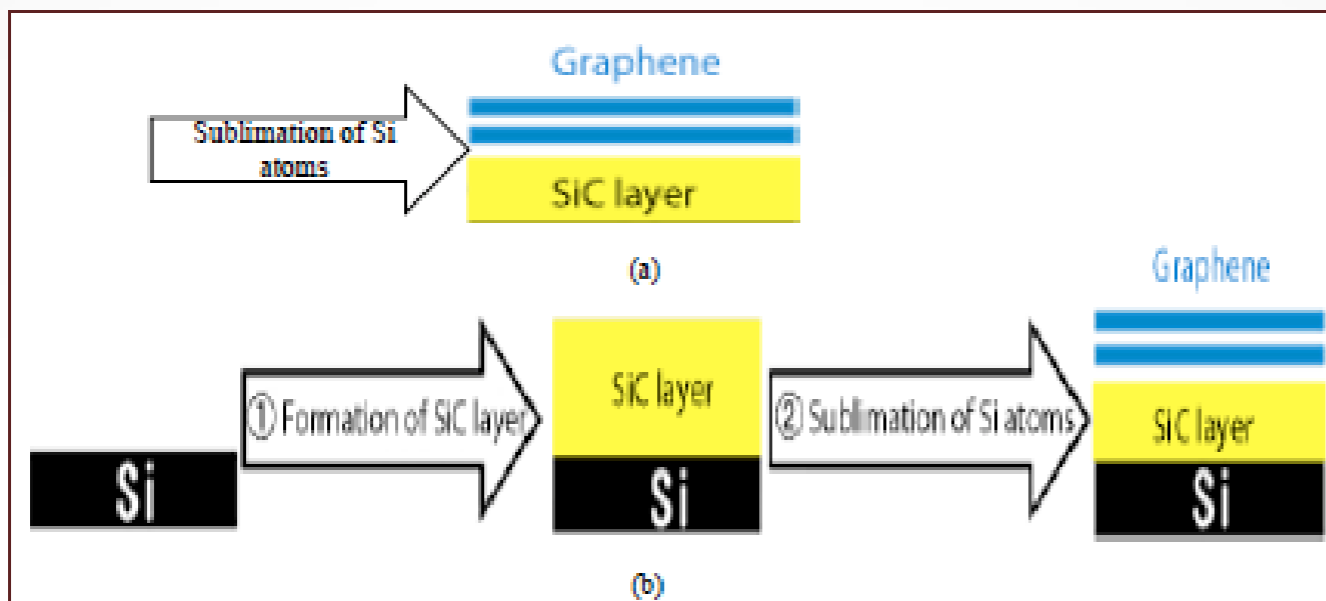 Graphene
Sublimation of Si
atoms
SiC layer
(a)
Graphene
① Formation of SiC layer
SiC layer
② Sublimation of Si atoms
SiC layer
Si
Si
Si
(b)